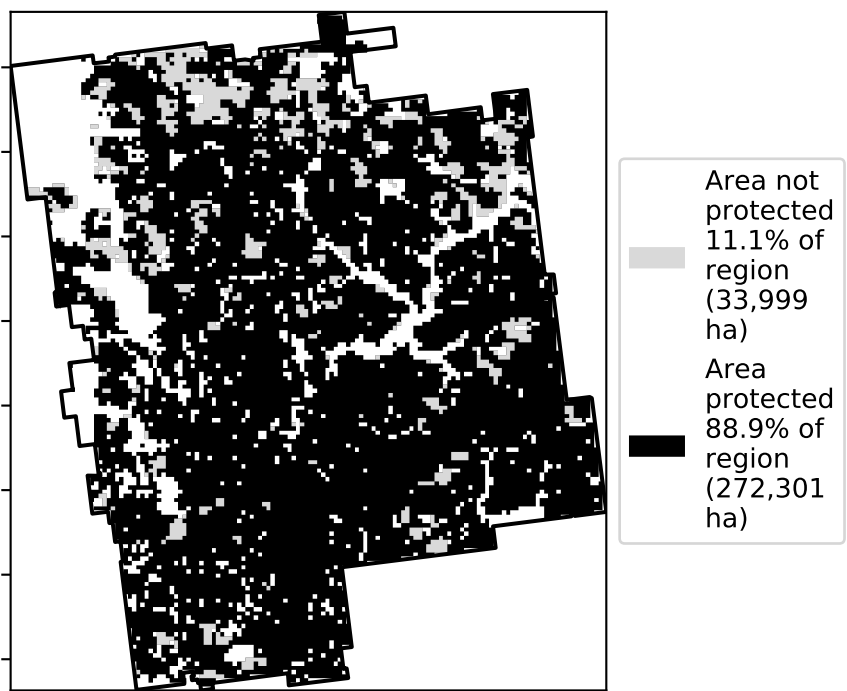 Area not
protected
11.1% of
region
(33,999
ha)
Area
protected
88.9% of
region
(272,301
ha)